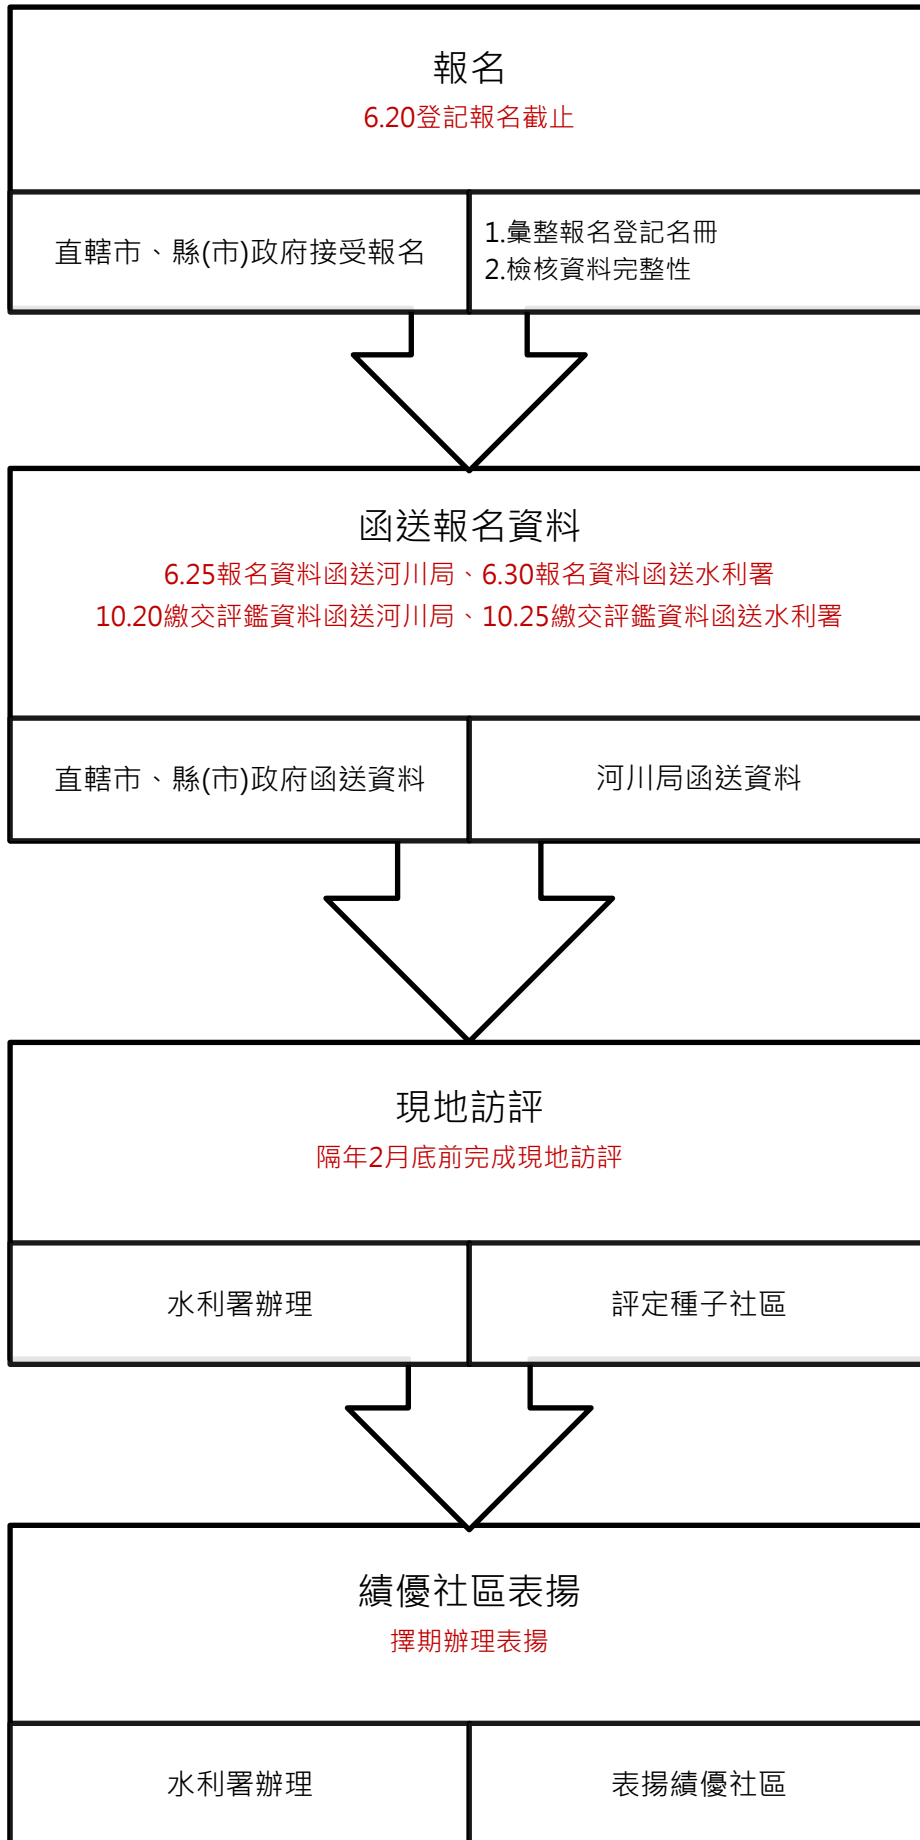 報名
6.20登記報名截止
直轄市、縣(市)政府接受報名
1.彙整報名登記名冊
2.檢核資料完整性
函送報名資料
6.25報名資料函送河川局、6.30報名資料函送水利署
10.20繳交評鑑資料函送河川局、10.25繳交評鑑資料函送水利署
直轄市、縣(市)政府函送資料
河川局函送資料
現地訪評
隔年2月底前完成現地訪評
水利署辦理
評定種子社區
績優社區表揚
擇期辦理表揚
水利署辦理
表揚績優社區